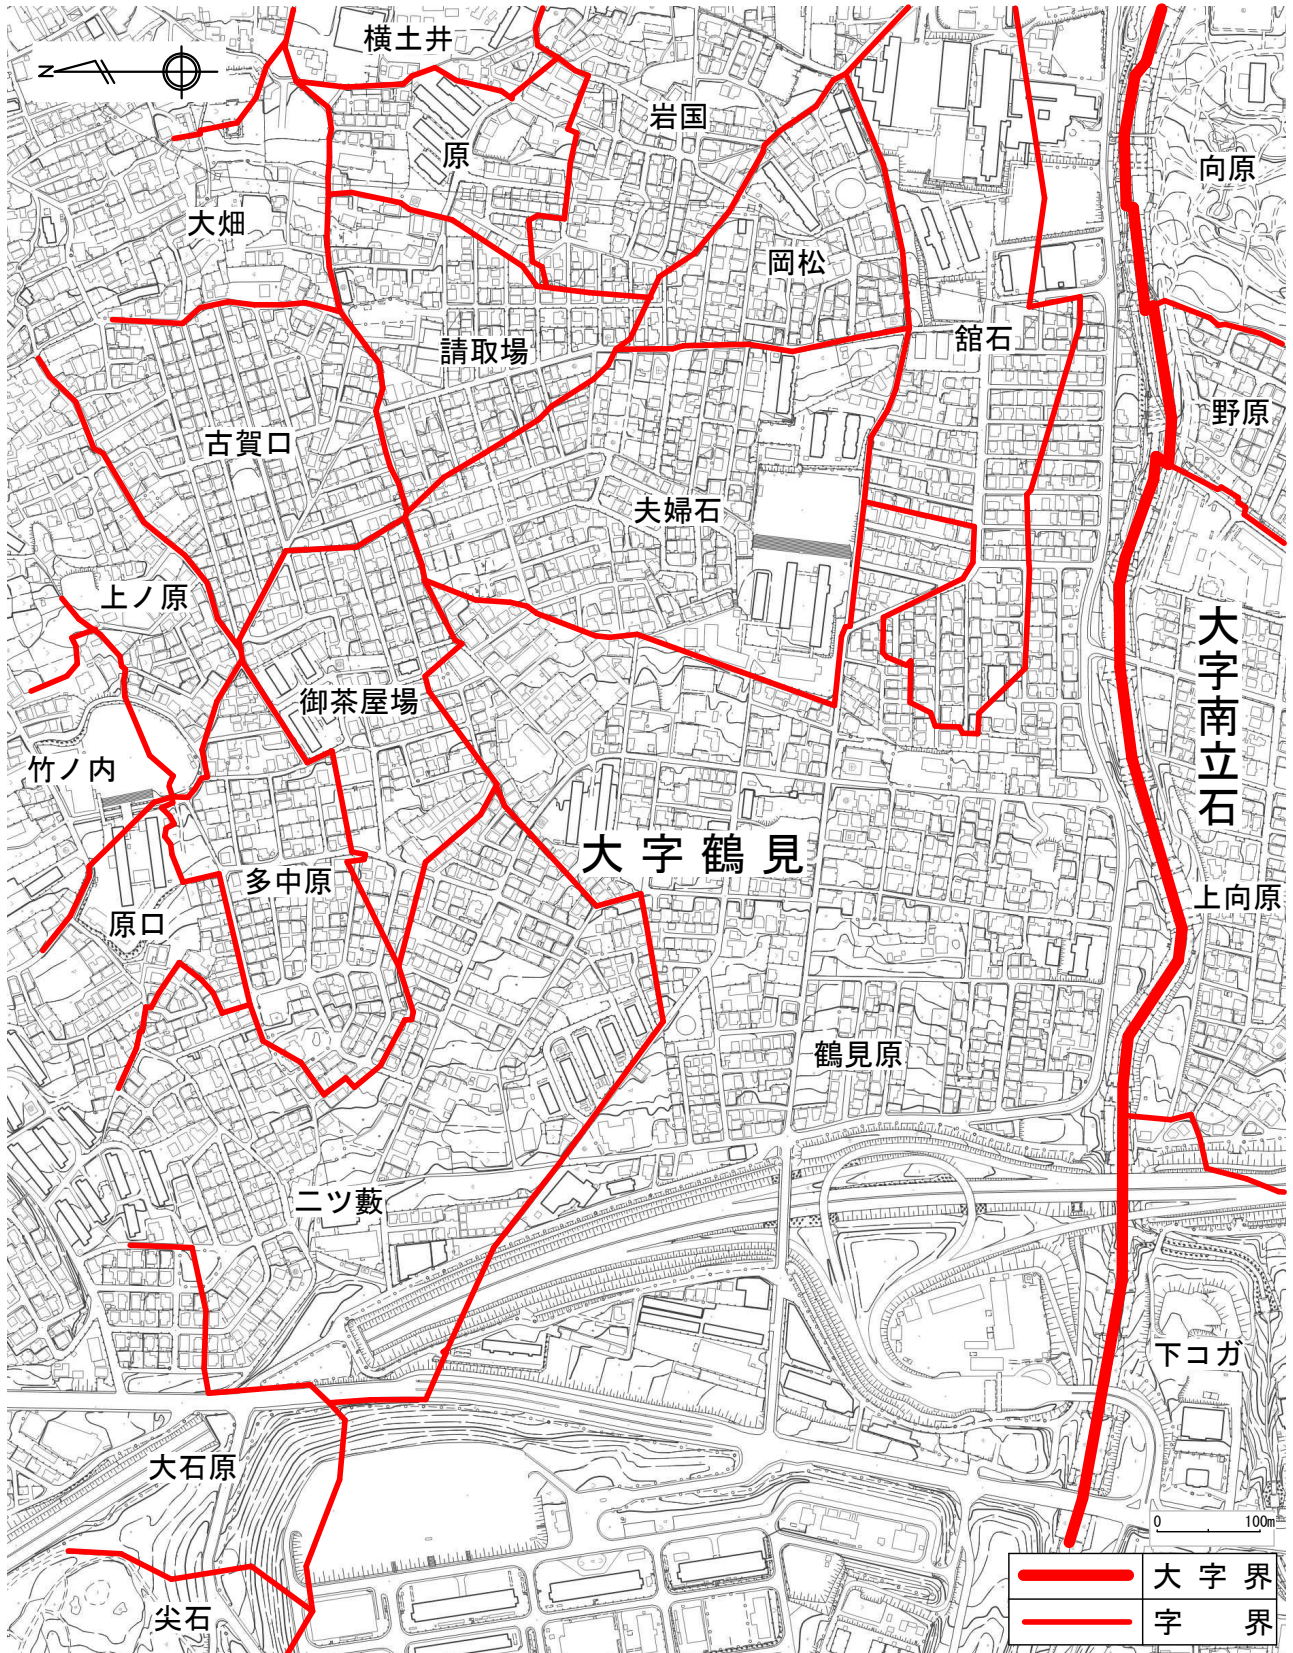 横土井
N
岩国
原
向原
大畑
岡松
請取場
舘石
野原
古賀口
夫婦石
上ノ原
大字南立石
御茶屋場
竹ノ内
大字鶴見
多中原
上向原
原口
鶴見原
二ツ藪
下コガ
大石原
0 100m
大字界
尖石
字界